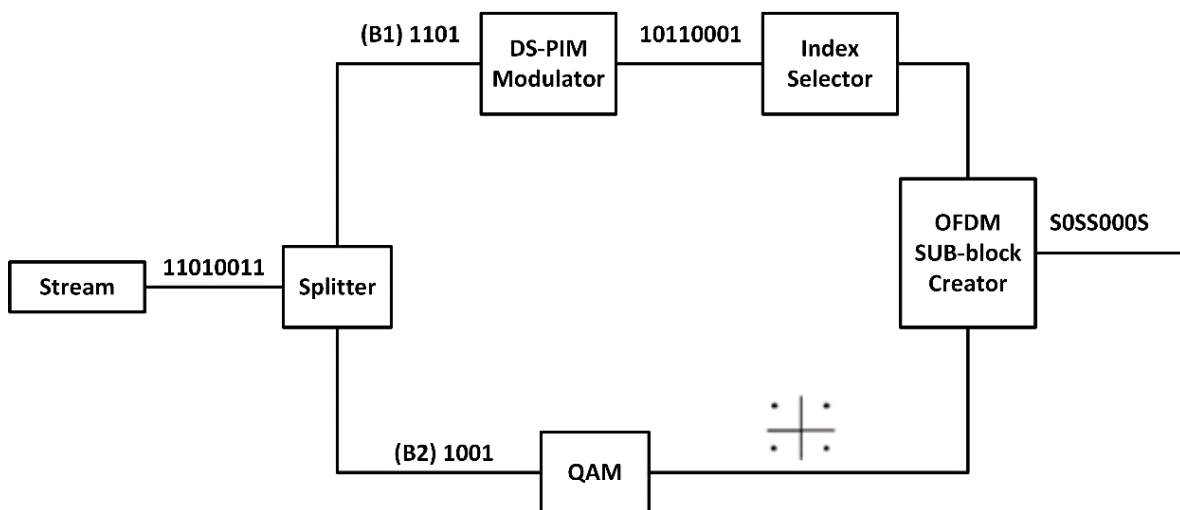 (B1) 1101
DS-PIM
Modulator
10110001
Index
Selector
OFDM
SUB-block
Creator
S0SS000S
Stream
11010011
Splitter
(B2) 1001
QAM